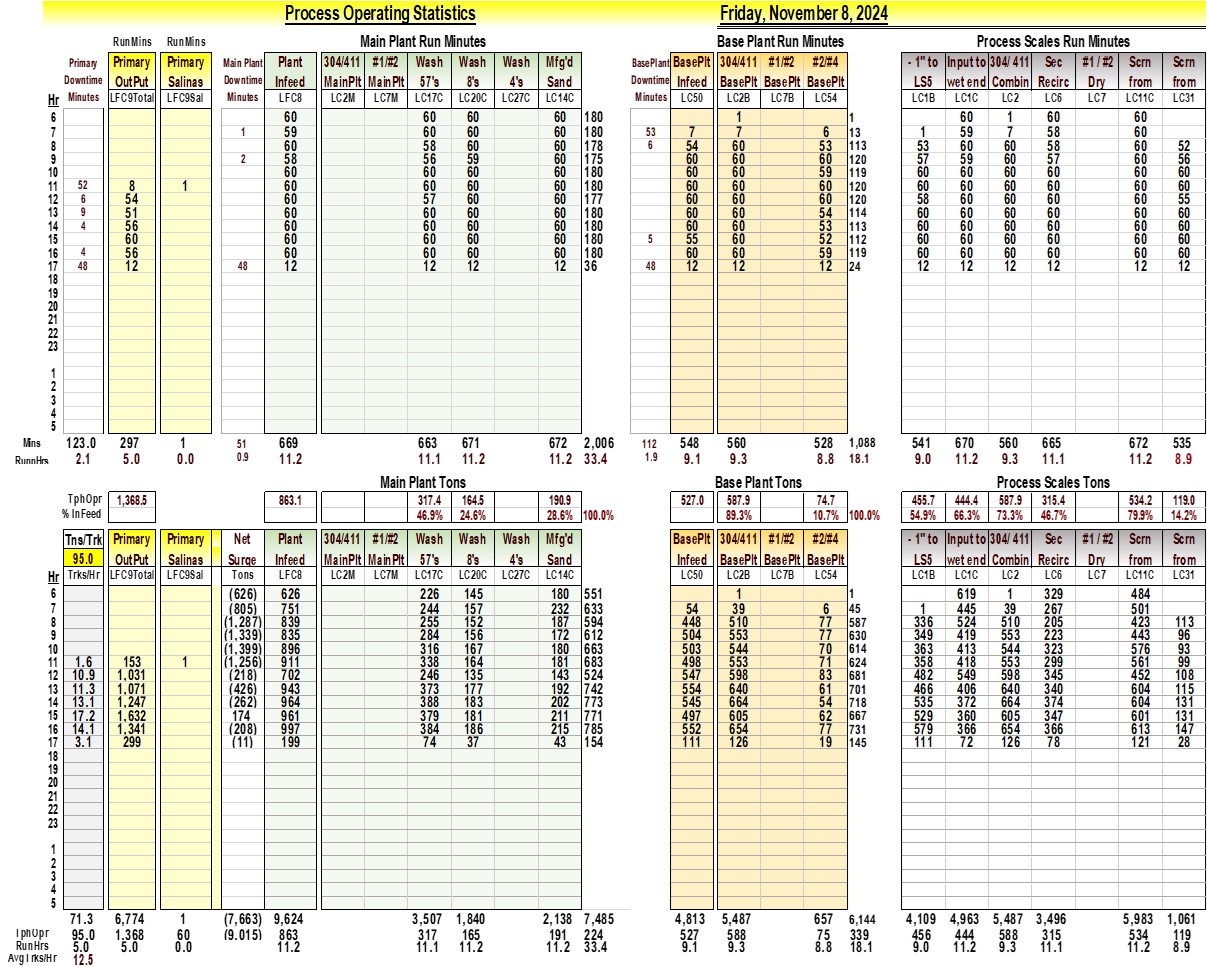 Process Operating Statistics Friday, November 8, 2024
RunMins RunMins Main Plant Run Minutes Base Plant Run Minutes Process Scales Run Minutes
Primary Primary Primary Main Plant Plant 304/411 #1/#2 Wash Wash Wash Mfg'd BasePlant BasePlt 304/411 #1/#2 #2/#4 - 1" to Input to 304/ 411 Sec #1 / #2 Scrn Scrn
Downtime OutPut Salinas Downtime Infeed MainPlt MainPlt 57's 8's 4's Sand Downtime Infeed BasePlt BasePlt BasePlt LS5 wet end Combin Recirc Dry from from
Hr Minutes LFC9Total LFC9Sal Minutes LFC8 LC2M LC7M LC17C LC20C LC27C LC14C Minutes LC50 LC2B LC7B LC54 LC1B LC1C LC2 LC6 LC7 LC11C LC31
6 60 60 60 60 180 1 1 60 1 60 60
7 1 59 60 60 60 180 53 7 7 6 13 1 59 7 58 60
8 60 58 60 60 178 6 54 60 53 113 53 60 60 58 60 52
9 2 58 56 59 60 175 60 60 60 120 57 59 60 57 60 56
10 60 60 60 60 180 60 60 59 119 60 60 60 60 60 60
11 52 8 1 60 60 60 60 180 60 60 60 120 60 60 60 60 60 60
12 6 54 60 57 60 60 177 60 60 60 120 58 60 60 60 60 55
13 9 51 60 60 60 60 180 60 60 54 114 60 60 60 60 60 60
14 4 56 60 60 60 60 180 60 60 53 113 60 60 60 60 60 60
15 60 60 60 60 60 180 5 55 60 52 112 60 60 60 60 60 60
16 4 56 60 60 60 60 180 60 60 59 119 60 60 60 60 60 60
17 48 12 48 12 12 12 12 36 48 12 12 12 24 12 12 12 12 12 12
18
19
20
21
22
23
1
2
3
4
5
Mins 123.0 297 1 51 669 663 671 672 2,006 112 548 560 528 1,088 541 670 560 665 672 535
RunnHrs 2.1 5.0 0.0 0.9 11.2 11.1 11.2 11.2 33.4 1.9 9.1 9.3 8.8 18.1 9.0 11.2 9.3 11.1 11.2 8.9
Main Plant Tons Base Plant Tons Process Scales Tons
TphOpr 1,368.5 863.1 317.4 164.5 190.9 527.0 587.9 74.7 455.7 444.4 587.9 315.4 534.2 119.0
% InFeed 46.9% 24.6% 28.6% 100.0% 89.3% 10.7% 100.0% 54.9% 66.3% 73.3% 46.7% 79.9% 14.2%
Tns/Trk Primary Primary Net Plant 304/411 #1/#2 Wash Wash Wash Mfg'd BasePlt 304/411 #1/#2 #2/#4 - 1" to Input to 304/ 411 Sec #1 / #2 Scrn Scrn
95.0 OutPut Salinas Surge Infeed MainPlt MainPlt 57's 8's 4's Sand Infeed BasePlt BasePlt BasePlt LS5 wet end Combin Recirc Dry from from
Hr Trks/Hr LFC9Total LFC9Sal Tons LFC8 LC2M LC7M LC17C LC20C LC27C LC14C LC50 LC2B LC7B LC54 LC1B LC1C LC2 LC6 LC7 LC11C LC31
6 (626) 626 226 145 180 551 1 1 619 1 329 484
7 (805) 751 244 157 232 633 54 39 6 45 1 445 39 267 501
8 (1,287) 839 255 152 187 594 448 510 77 587 336 524 510 205 423 113
9 (1,339) 835 284 156 172 612 504 553 77 630 349 419 553 223 443 96
10 (1,399) 896 316 167 180 663 503 544 70 614 363 413 544 323 576 93
11 1.6 153 1 (1,256) 911 338 164 181 683 498 553 71 624 358 418 553 299 561 99
12 10.9 1,031 (218) 702 246 135 143 524 547 598 83 681 482 549 598 345 452 108
13 11.3 1,071 (426) 943 373 177 192 742 554 640 61 701 466 406 640 340 604 115
14 13.1 1,247 (262) 964 388 183 202 773 545 664 54 718 535 372 664 374 604 131
15 17.2 1,632 174 961 379 181 211 771 497 605 62 667 529 360 605 347 601 131
16 14.1 1,341 (208) 997 384 186 215 785 552 654 77 731 579 366 654 366 613 147
17 3.1 299 (11) 199 74 37 43 154 111 126 19 145 111 72 126 78 121 28
18
19
20
21
22
23
1
2
3
4
5
71.3 6,774 1 (7,663) 9,624 3,507 1,840 2,138 7,485 4,813 5,487 657 6,144 4,109 4,963 5,487 3,496 5,983 1,061
TphOpr 95.0 1,368 60 (9,015) 863 317 165 191 224 527 588 75 339 456 444 588 315 534 119
RunHrs 5.0 5.0 0.0 11.2 11.1 11.2 11.2 33.4 9.1 9.3 8.8 18.1 9.0 11.2 9.3 11.1 11.2 8.9
AvgTrks/Hr 12.5